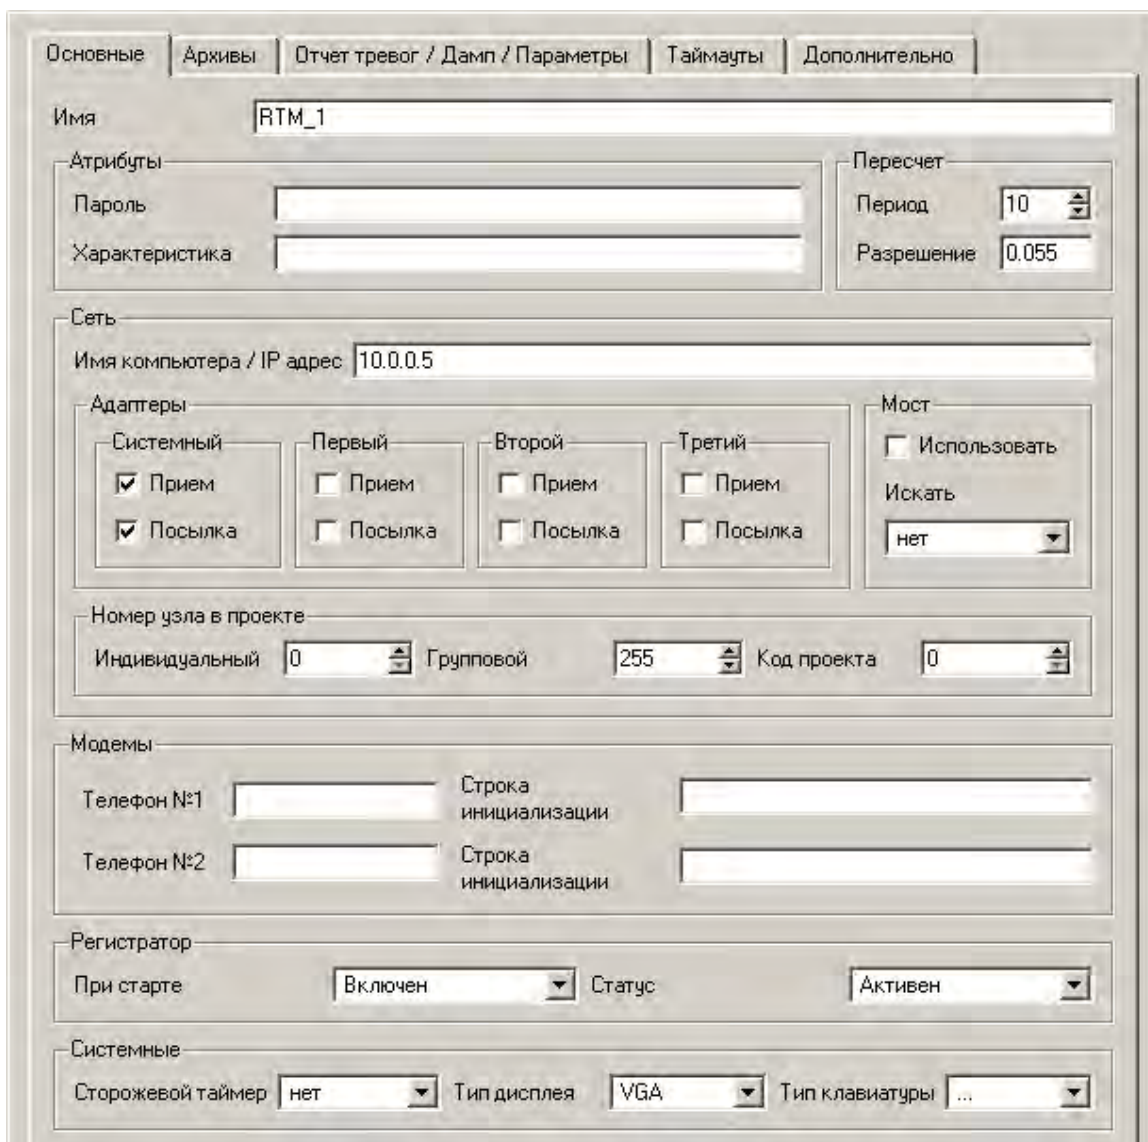 Основные Архивы Отчет тревог / Дамп / Параметры Таймауты Дополнительно
Имя RTM_1
Атрибуты Пересчет
Пароль Период 10
Характеристика Разрешение 0.055
Сеть
Имя компьютера / IP адрес 10.0.0.5
Адаптеры Мост
Системный Первый Второй Третий Использовать
Прием Прием Прием Прием
Искать
Посылка Посылка Посылка Посылка нет
Номер узла в проекте
Индивидуальный 0 Групповой 255 Код проекта 0
Модемы
Телефон №1 Строка
инициализации
Телефон №2 Строка
инициализации
Регистратор
При старте Включен Статус Активен
Системные
Сторожевой таймер нет Тип дисплея VGA Тип клавиатуры ...